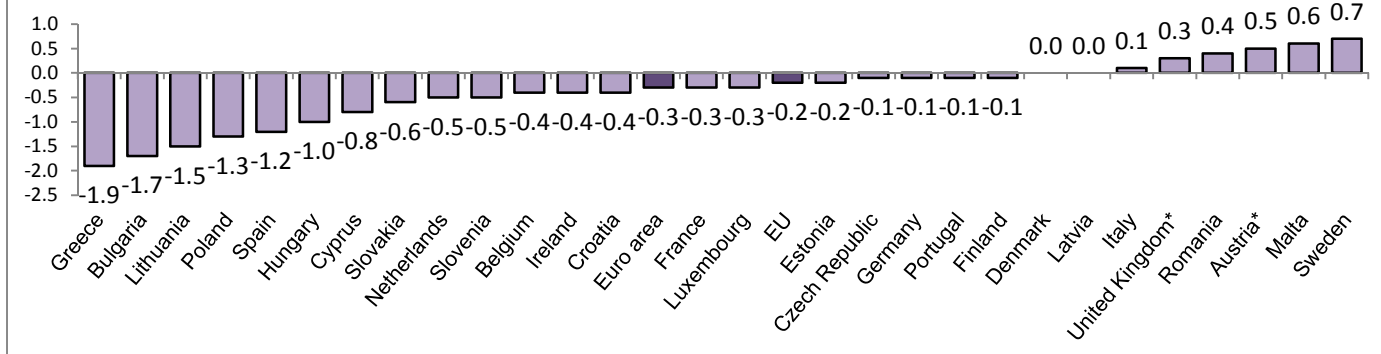 1.0
0.5
0.0
-0.5
-1.0
-1.5
-2.0
-2.5
-1.9 -1.7 -1.5 -1.3 -1.2 -1.0 -0.8 -0.6 -0.5 -0.5 -0.4 -0.4 -0.4 -0.3 -0.3 -0.3 -0.2 -0.2 -0.1 -0.1 -0.1 -0.1 0.0 0.0 0.1 0.3 0.4 0.5 0.6 0.7
Greece
Bulgaria
Lithuania
Poland
Spain
Hungary
Cyprus
Slovakia
Netherlands
Slovenia
Belgium
Ireland
Croatia
Euro area
France
Luxembourg
EU
Estonia
Czech Republic
Germany
Portugal
Finland
Denmark
Latvia
Italy
United Kingdom*
Romania
Austria*
Malta
Sweden